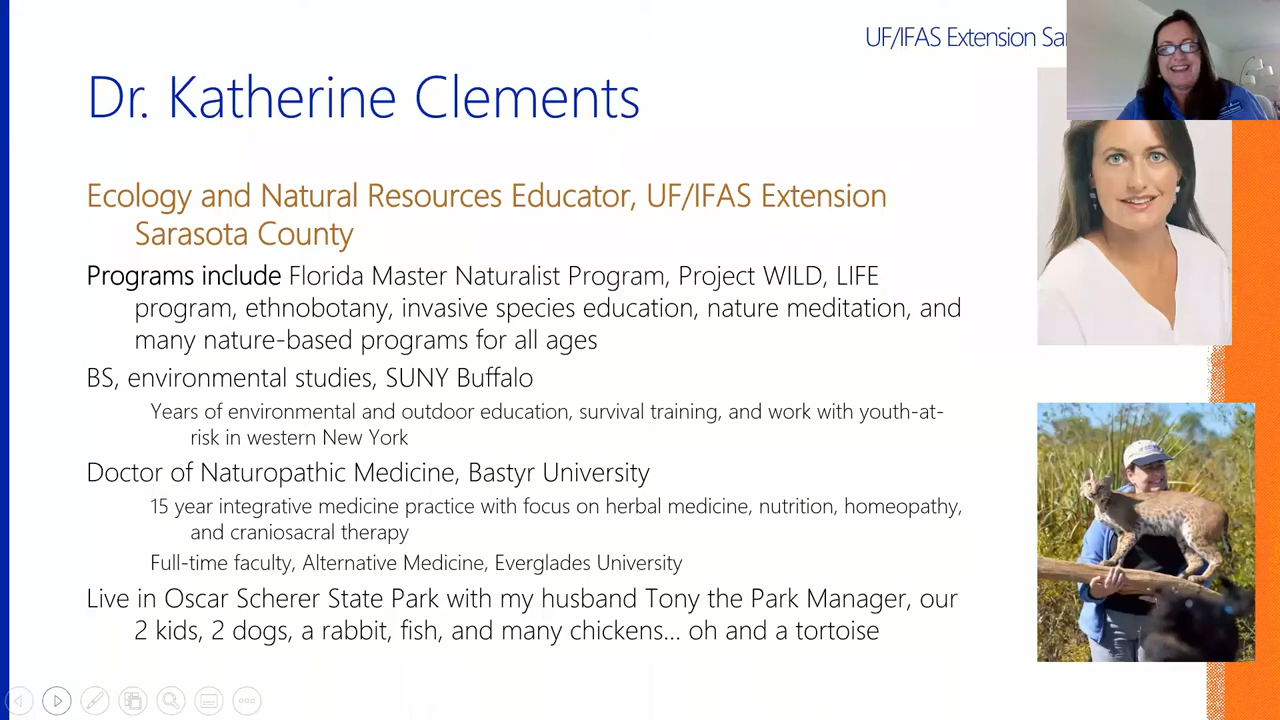 UF/IFAS Extension
Dr. Katherine Clements
Ecology and Natural Resources Educator, UF/IFAS Extension
Sarasota County
Programs include Florida Master Naturalist Program, Project WILD, LIFE
program, ethnobotany, invasive species education, nature meditation, and
many nature-based programs for all ages
BS, environmental studies, SUNY Buffalo
Years of environmental and outdoor education, survival training, and work with youth-at-
risk in western New York
Doctor of Naturopathic Medicine, Bastyr University
15 year integrative medicine practice with focus on herbal medicine, nutrition, homeopathy,
and craniosacral therapy
Full-time faculty, Alternative Medicine, Everglades University
Live in Oscar Scherer State Park with my husband Tony the Park Manager, our
2 kids, 2 dogs, a rabbit, fish, and many chickens... oh and a tortoise